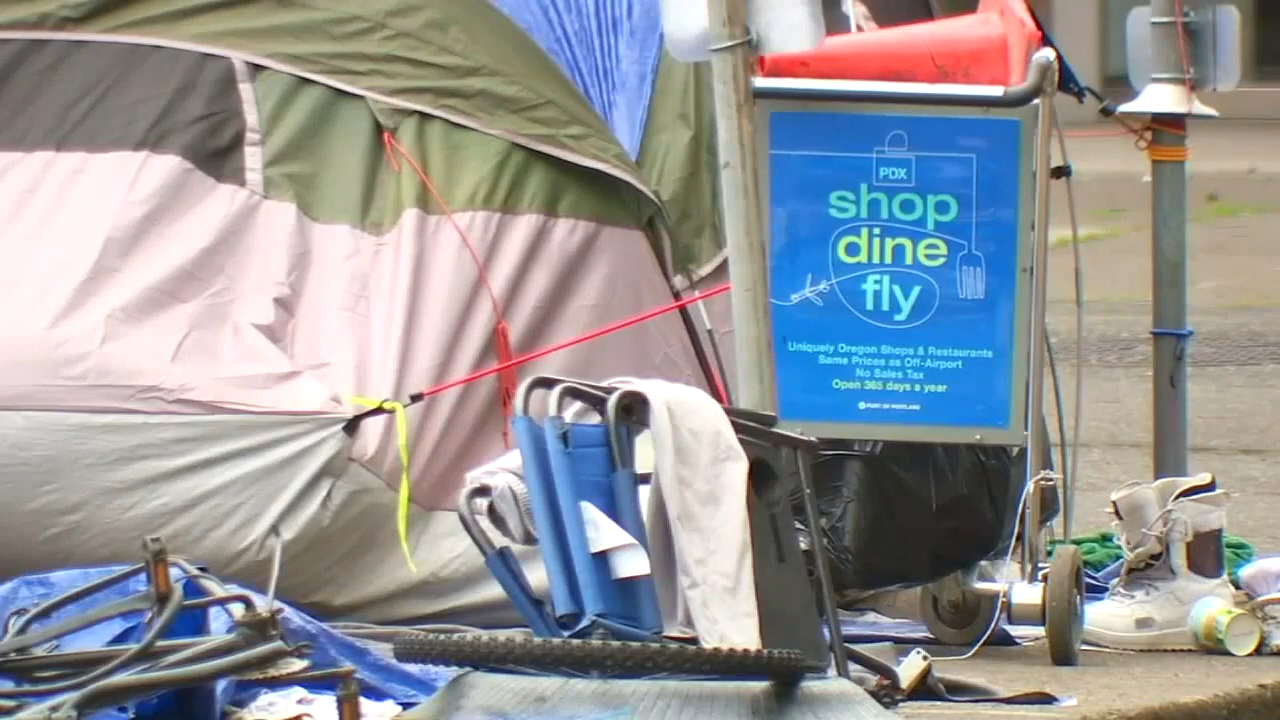 PDX
shop
dine
fly
Uniquely Oregon Shops & Restaurants
Same Prices as Off-Airport
No Sales Tax
Open 365 days a year
PORT OF PORTLAND